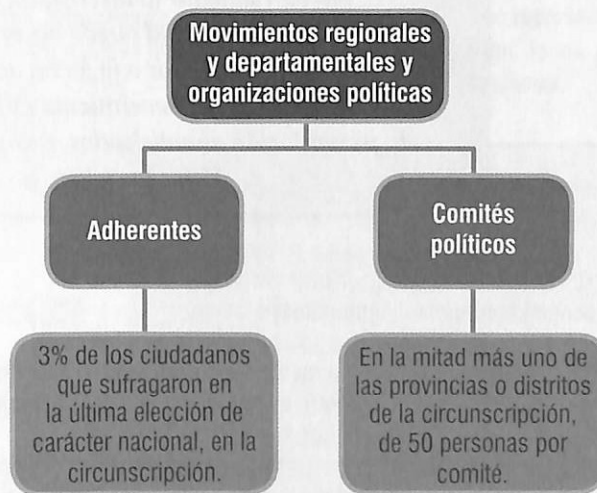 Movimientos regionales
y departamentales y
organizaciones políticas
Adherentes
Comités
políticos
3% de los ciudadanos
que sufragaron en
la última elección de
carácter nacional, en la
circunscripción.
En la mitad más uno de
las provincias o distritos
de la circunscripción,
de 50 personas por
comité.